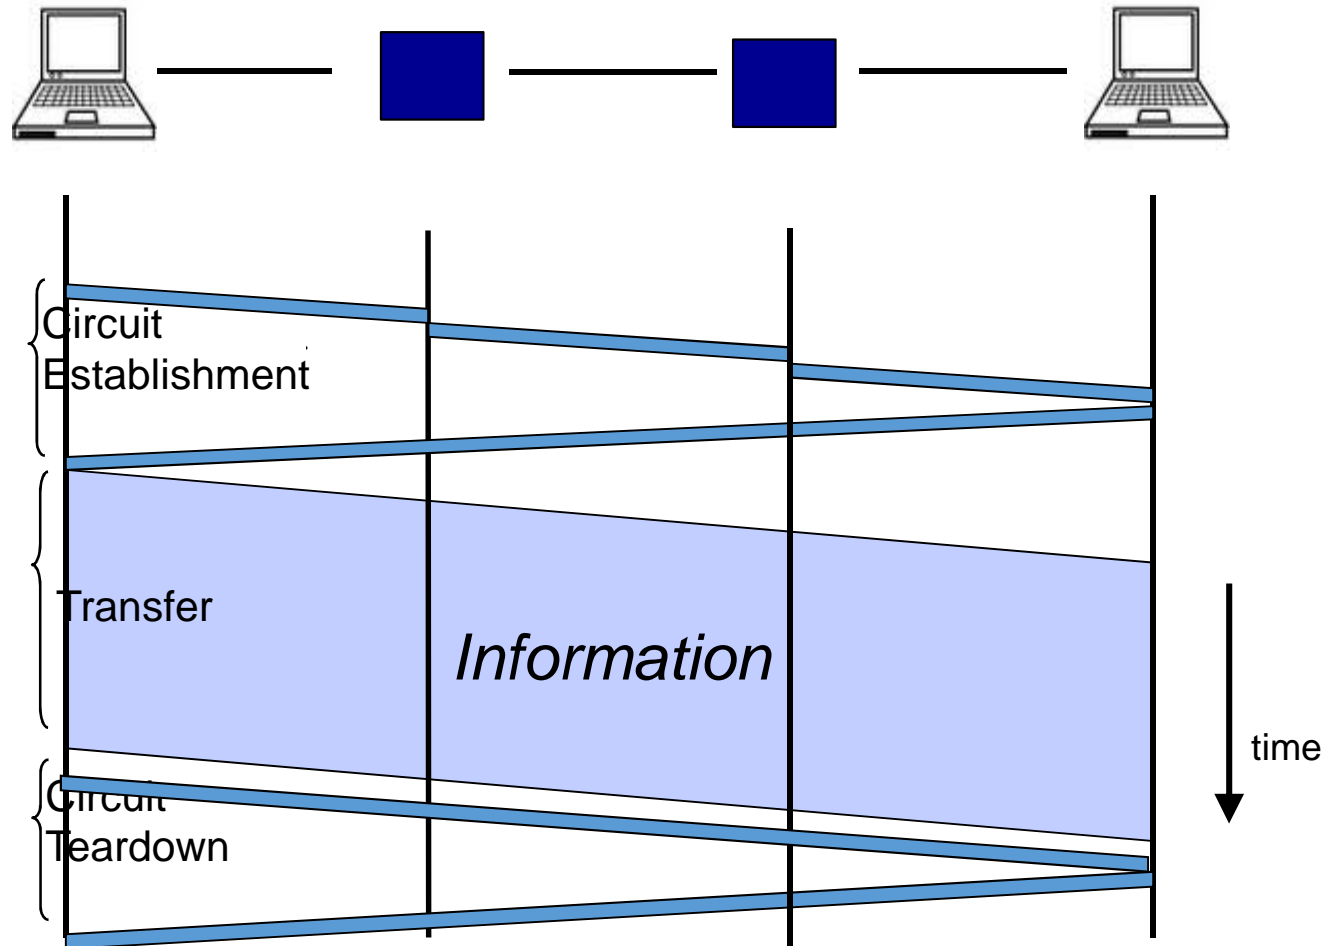 Circuit
Establishment
Transfer
Information
time
Circuit
Teardown